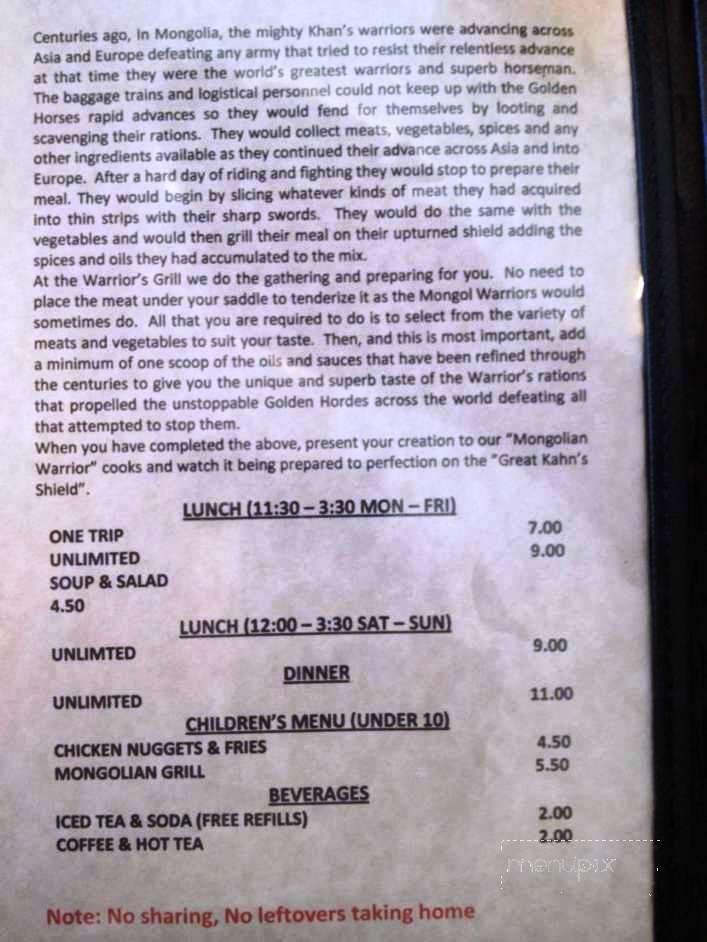 Centuries ago, In Mongolia, the mighty Khan's warriors were advancing across
Asia and Europe defeating any army that tried to resist their relentless advance
at that time they were the world's greatest warriors and superb horseman.
The baggage trains and logistical personnel could not keep up with the Golden
Horses rapid advances so they would fend for themselves by looting and
scavenging their rations. They would collect meats, vegetables, spices and any
other ingredients available as they continued their advance across Asia and into
Europe. After a hard day of riding and fighting they would stop to prepare their
meal. They would begin by slicing whatever kinds of meat they had acquired
into thin strips with their sharp swords. They would do the same with the
vegetables and would then grill their meal on their upturned shield adding the
spices and oils they had accumulated to the mix.
At the Warrior's Grill we do the gathering and preparing for you. No need to
place the meat under your saddle to tenderize it as the Mongol Warriors would
sometimes do. All that you are required to do is to select from the variety of
meats and vegetables to suit your taste. Then, and this is most important, add
a minimum of one scoop of the oils and sauces that have been refined through
the centuries to give you the unique and superb taste of the Warrior's rations
that propelled the unstoppable Golden Hordes across the world defeating all
that attempted to stop them.
When you have completed the above, present your creation to our "Mongolian
Warrior" cooks and watch it being prepared to perfection on the "Great Kahn's
Shield".
LUNCH (11:30 – 3:30 MON – FRI)
ONE TRIP 7.00
UNLIMITED 9.00
SOUP & SALAD
4.50
LUNCH (12:00 – 3:30 SAT – SUN)
UNLIMTED 9.00
DINNER
UNLIMITED 11.00
CHILDREN'S MENU (UNDER 10)
CHICKEN NUGGETS & FRIES 4.50
MONGOLIAN GRILL 5.50
BEVERAGES
ICED TEA & SODA (FREE REFILLS) 2.00
COFFEE & HOT TEA 2.00
menupix
Note: No sharing, No leftovers taking home